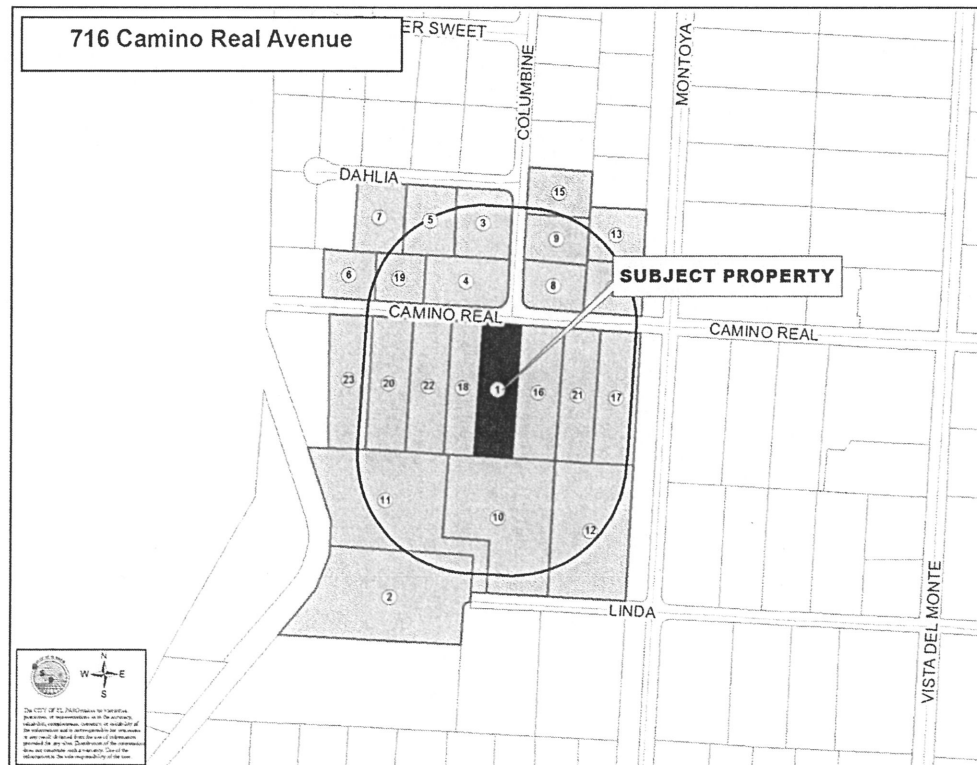 716 Camino Real Avenue
ER SWEET
COLUMBINE
MONTOYA
DAHLIA
15
7
5
3
9
13
6
19
4
8
SUBJECT PROPERTY
CAMINO REAL
CAMINO REAL
23
20
22
18
1
16
21
17
11
10
12
2
LINDA
VISTA DEL MONTE
N
W
E
S